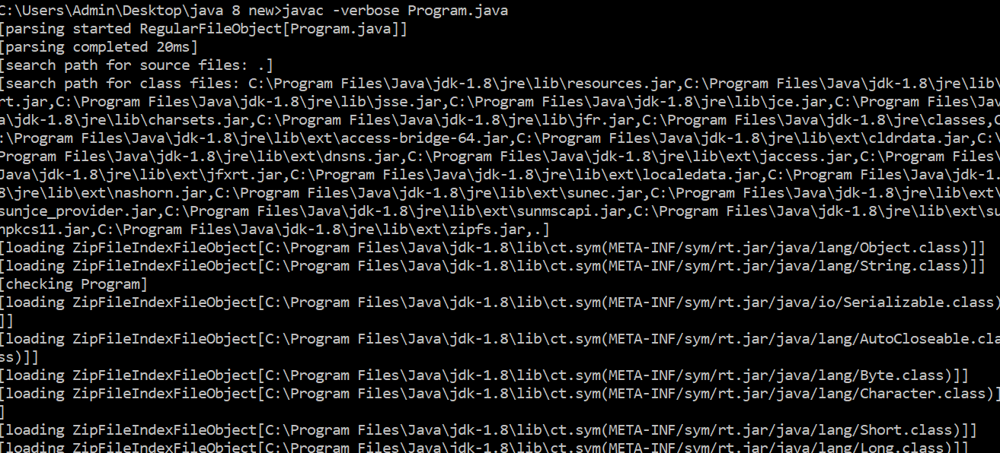 C:\Users\Admin\Desktop\java 8 new>javac -verbose Program.java
[parsing started RegularFileObject[Program.java]]
[parsing completed 20ms]
[search path for source files: .]
[search path for class files: C:\Program Files\Java\jdk-1.8\jre\lib\resources.jar,C:\Program Files\Java\jdk-1.8\jre\lib\
rt.jar,C:\Program Files\Java\jdk-1.8\jre\lib\jsse.jar,C:\Program Files\Java\jdk-1.8\jre\lib\jce.jar,C:\Program Files\Jav
a\jdk-1.8\jre\lib\charsets.jar,C:\Program Files\Java\jdk-1.8\jre\lib\jfr.jar,C:\Program Files\Java\jdk-1.8\jre\classes,C
:\Program Files\Java\jdk-1.8\jre\lib\ext\access-bridge-64.jar,C:\Program Files\Java\jdk-1.8\jre\lib\ext\cldrdata.jar,C:\
Program Files\Java\jdk-1.8\jre\lib\ext\dnsns.jar,C:\Program Files\Java\jdk-1.8\jre\lib\ext\jaccess.jar,C:\Program Files\
Java\jdk-1.8\jre\lib\ext\jfxrt.jar,C:\Program Files\Java\jdk-1.8\jre\lib\ext\localedata.jar,C:\Program Files\Java\jdk-1.
8\jre\lib\ext\nashorn.jar,C:\Program Files\Java\jdk-1.8\jre\lib\ext\sunec.jar,C:\Program Files\Java\jdk-1.8\jre\lib\ext\
sunjce_provider.jar,C:\Program Files\Java\jdk-1.8\jre\lib\ext\sunmscapi.jar,C:\Program Files\Java\jdk-1.8\jre\lib\ext\su
npkcs11.jar,C:\Program Files\Java\jdk-1.8\jre\lib\ext\zipfs.jar,.]
[loading ZipFileIndexFileObject[C:\Program Files\Java\jdk-1.8\lib\ct.sym(META-INF/sym/rt.jar/java/lang/Object.class)]]
[loading ZipFileIndexFileObject[C:\Program Files\Java\jdk-1.8\lib\ct.sym(META-INF/sym/rt.jar/java/lang/String.class)]]
[checking Program]
[loading ZipFileIndexFileObject[C:\Program Files\Java\jdk-1.8\lib\ct.sym(META-INF/sym/rt.jar/java/io/Serializable.class)
]]
[loading ZipFileIndexFileObject[C:\Program Files\Java\jdk-1.8\lib\ct.sym(META-INF/sym/rt.jar/java/lang/AutoCloseable.cla
ss)]]
[loading ZipFileIndexFileObject[C:\Program Files\Java\jdk-1.8\lib\ct.sym(META-INF/sym/rt.jar/java/lang/Byte.class)]]
[loading ZipFileIndexFileObject[C:\Program Files\Java\jdk-1.8\lib\ct.sym(META-INF/sym/rt.jar/java/lang/Character.class)]
]
[loading ZipFileIndexFileObject[C:\Program Files\Java\jdk-1.8\lib\ct.sym(META-INF/sym/rt.jar/java/lang/Short.class)]]
[loading ZipFileIndexFileObject[C:\Program Files\Java\jdk-1.8\lib\ct.sym(META-INF/sym/rt.jar/java/lang/Long.class)]]